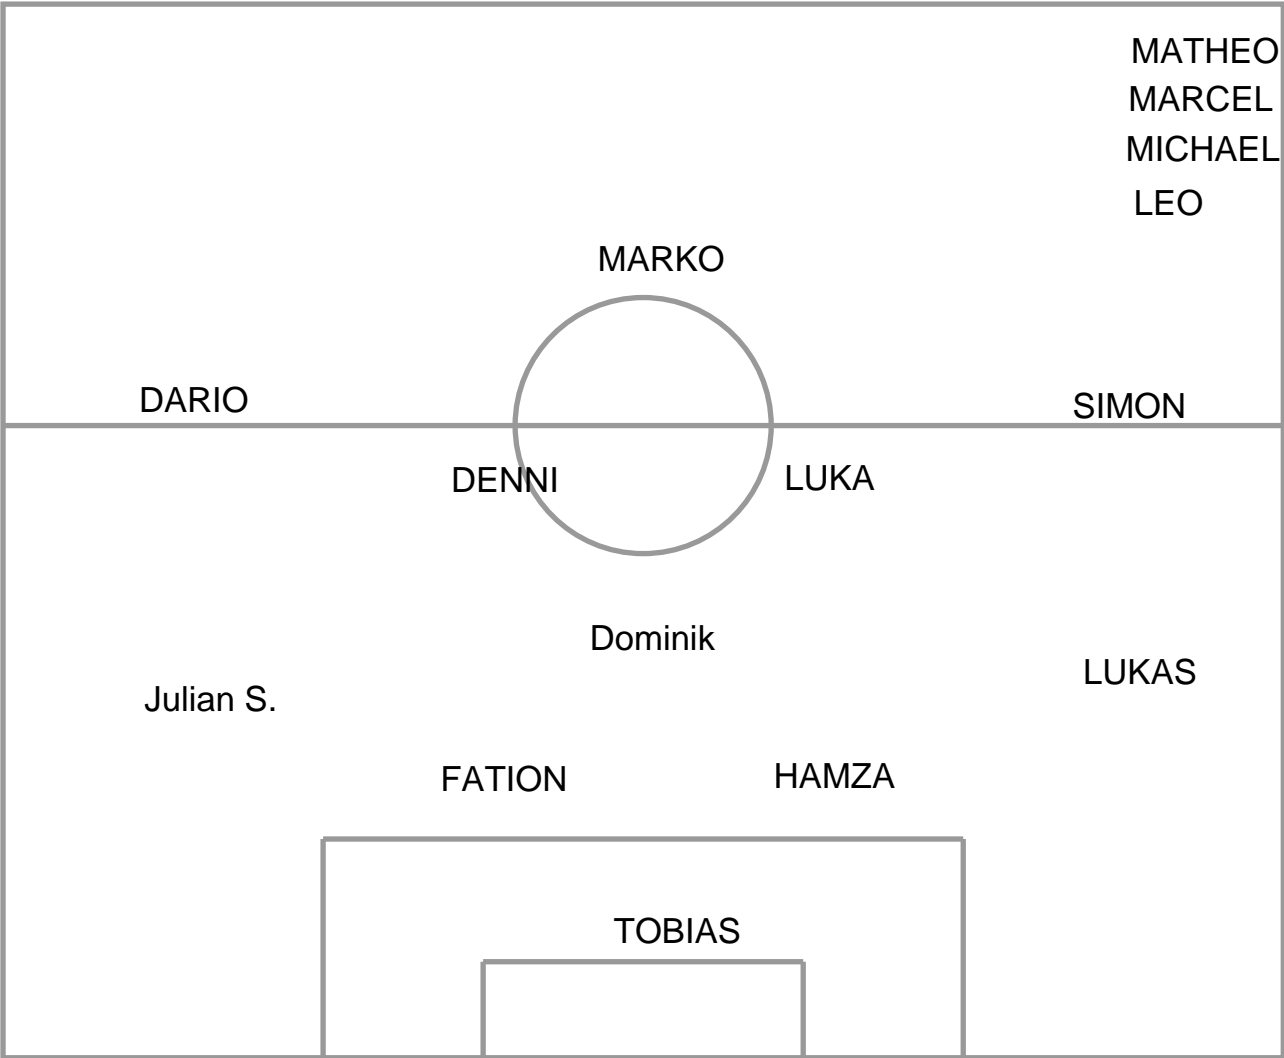 MATHEO
MARCEL
MICHAEL
LEO
MARKO
DARIO
SIMON
DENNI
LUKA
Dominik
LUKAS
Julian S.
FATION
HAMZA
TOBIAS